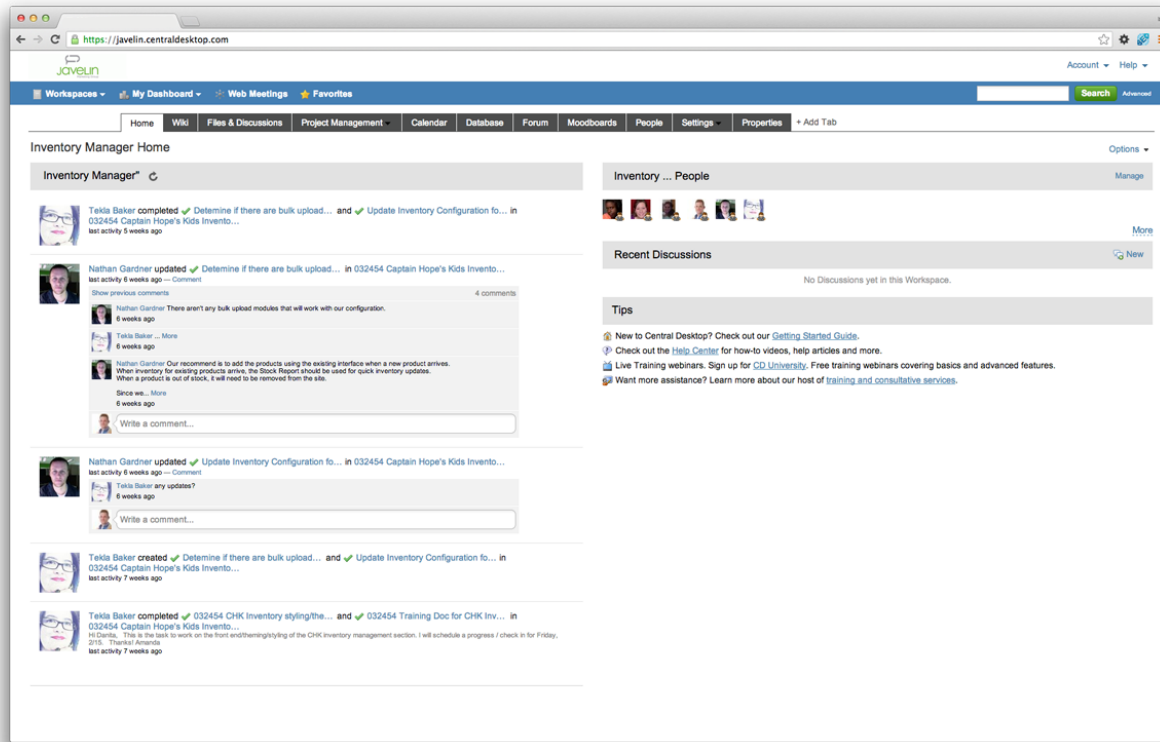 https://javelin.centraldesktop.com
javelin
Account Help
Workspaces My Dashboard Web Meetings Favorites Search Advanced
Home Wiki Files & Discussions Project Management Calendar Database Forum Moodboards People Settings Properties + Add Tab
Inventory Manager Home
Options
Inventory Manager"
Tekla Baker completed Detemine if there are bulk upload... and Update Inventory Configuration fo... in
032454 Captain Hope's Kids Invento...
last activity 5 weeks ago
Nathan Gardner updated Detemine if there are bulk upload... in 032454 Captain Hope's Kids Invento...
last activity 6 weeks ago — Comment
Show previous comments 4 comments
Nathan Gardner There aren't any bulk upload modules that will work with our configuration.
6 weeks ago
Tekla Baker ... More
6 weeks ago
Nathan Gardner Our recommend is to add the products using the existing interface when a new product arrives.
When inventory for existing products arrive, the Stock Report should be used for quick inventory updates.
When a product is out of stock, it will need to be removed from the site.
Since we... More
6 weeks ago
Write a comment...
Nathan Gardner updated Update Inventory Configuration fo... in 032454 Captain Hope's Kids Invento...
last activity 6 weeks ago — Comment
Tekla Baker any updates?
6 weeks ago
Write a comment...
Tekla Baker created Detemine if there are bulk upload... and Update Inventory Configuration fo... in
032454 Captain Hope's Kids Invento...
last activity 7 weeks ago
Tekla Baker completed 032454 CHK Inventory styling/the... and 032454 Training Doc for CHK Inv... in
032454 Captain Hope's Kids Invento...
Hi Danita, This is the task to work on the front end/theming/styling of the CHK inventory management section. I will schedule a progress / check in for Friday,
2/15. Thanks! Amanda
last activity 7 weeks ago
Inventory ... People Manage
More
Recent Discussions New
No Discussions yet in this Workspace.
Tips
New to Central Desktop? Check out our Getting Started Guide.
Check out the Help Center for how-to videos, help articles and more.
Live Training webinars. Sign up for CD University. Free training webinars covering basics and advanced features.
Want more assistance? Learn more about our host of training and consultative services.